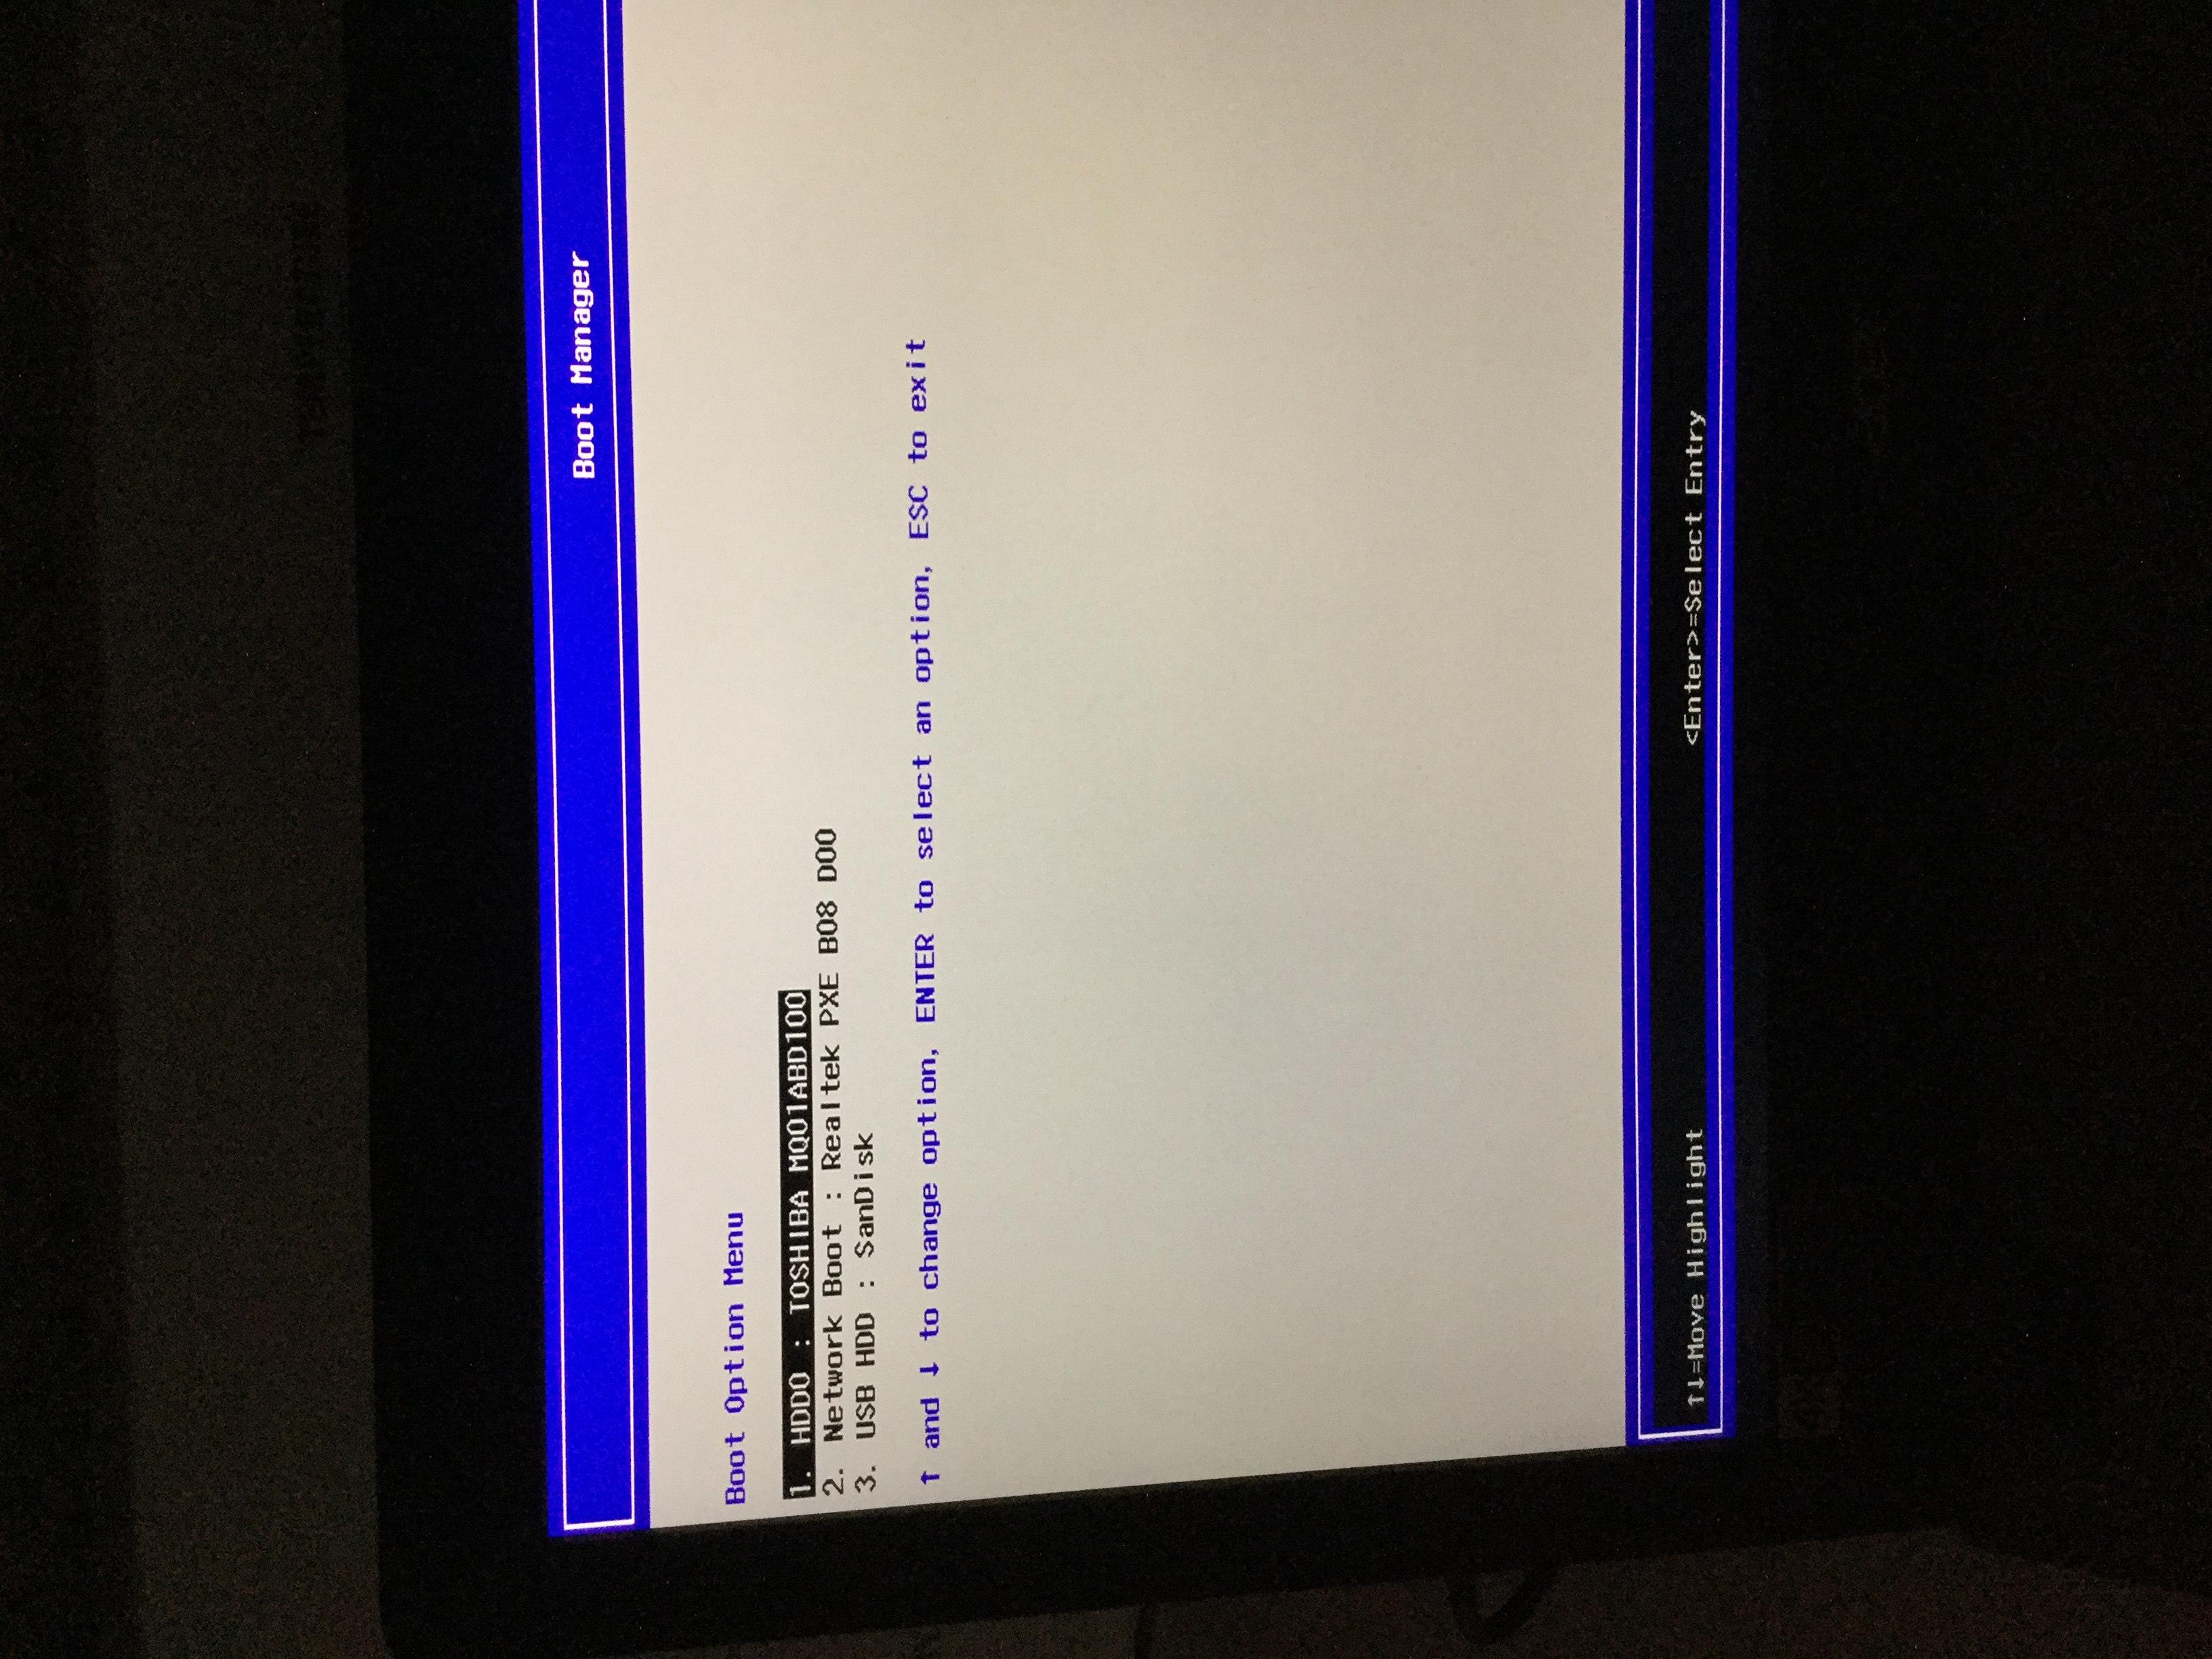 Boot Manager
Boot Option Menu
1. HDD0 : TOSHIBA MQ01ABD100
2. Network Boot : Realtek PXE B08 D00
3. USB HDD : SanDisk
↑ and ↓ to change option, ENTER to select an option, ESC to exit
↑↓=Move Highlight <Enter>=Select Entry